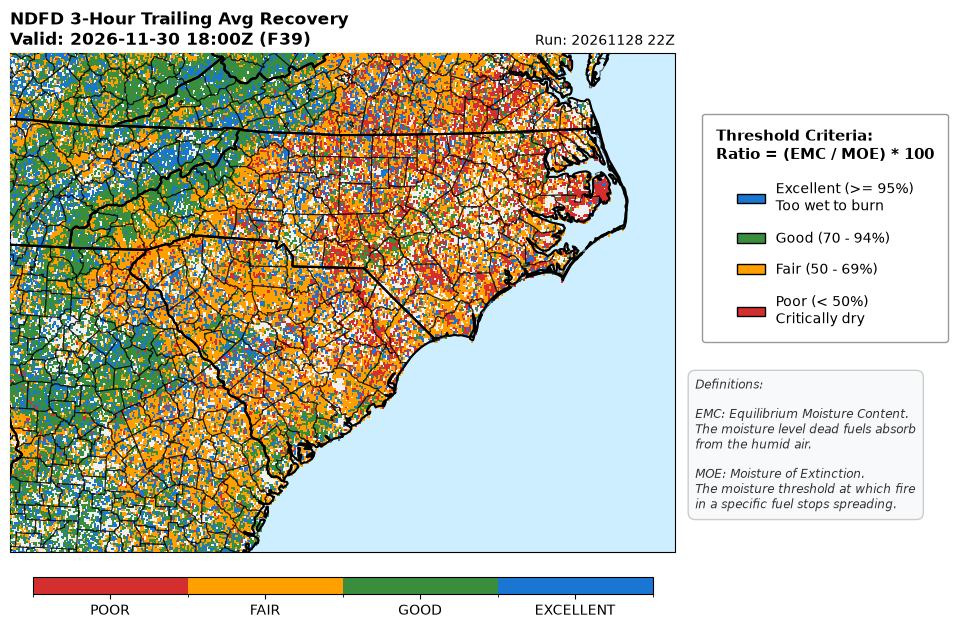 NDFD 3-Hour Trailing Avg Recovery
Valid: 2026-11-30 18:00Z (F39)
Run: 20261128 22Z
Threshold Criteria:
Ratio = (EMC / MOE) * 100
Excellent (>= 95%)
Too wet to burn
Good (70 - 94%)
Fair (50 - 69%)
Poor (< 50%)
Critically dry
Definitions:
EMC: Equilibrium Moisture Content.
The moisture level dead fuels absorb
from the humid air.
MOE: Moisture of Extinction.
The moisture threshold at which fire
in a specific fuel stops spreading.
POOR
FAIR
GOOD
EXCELLENT